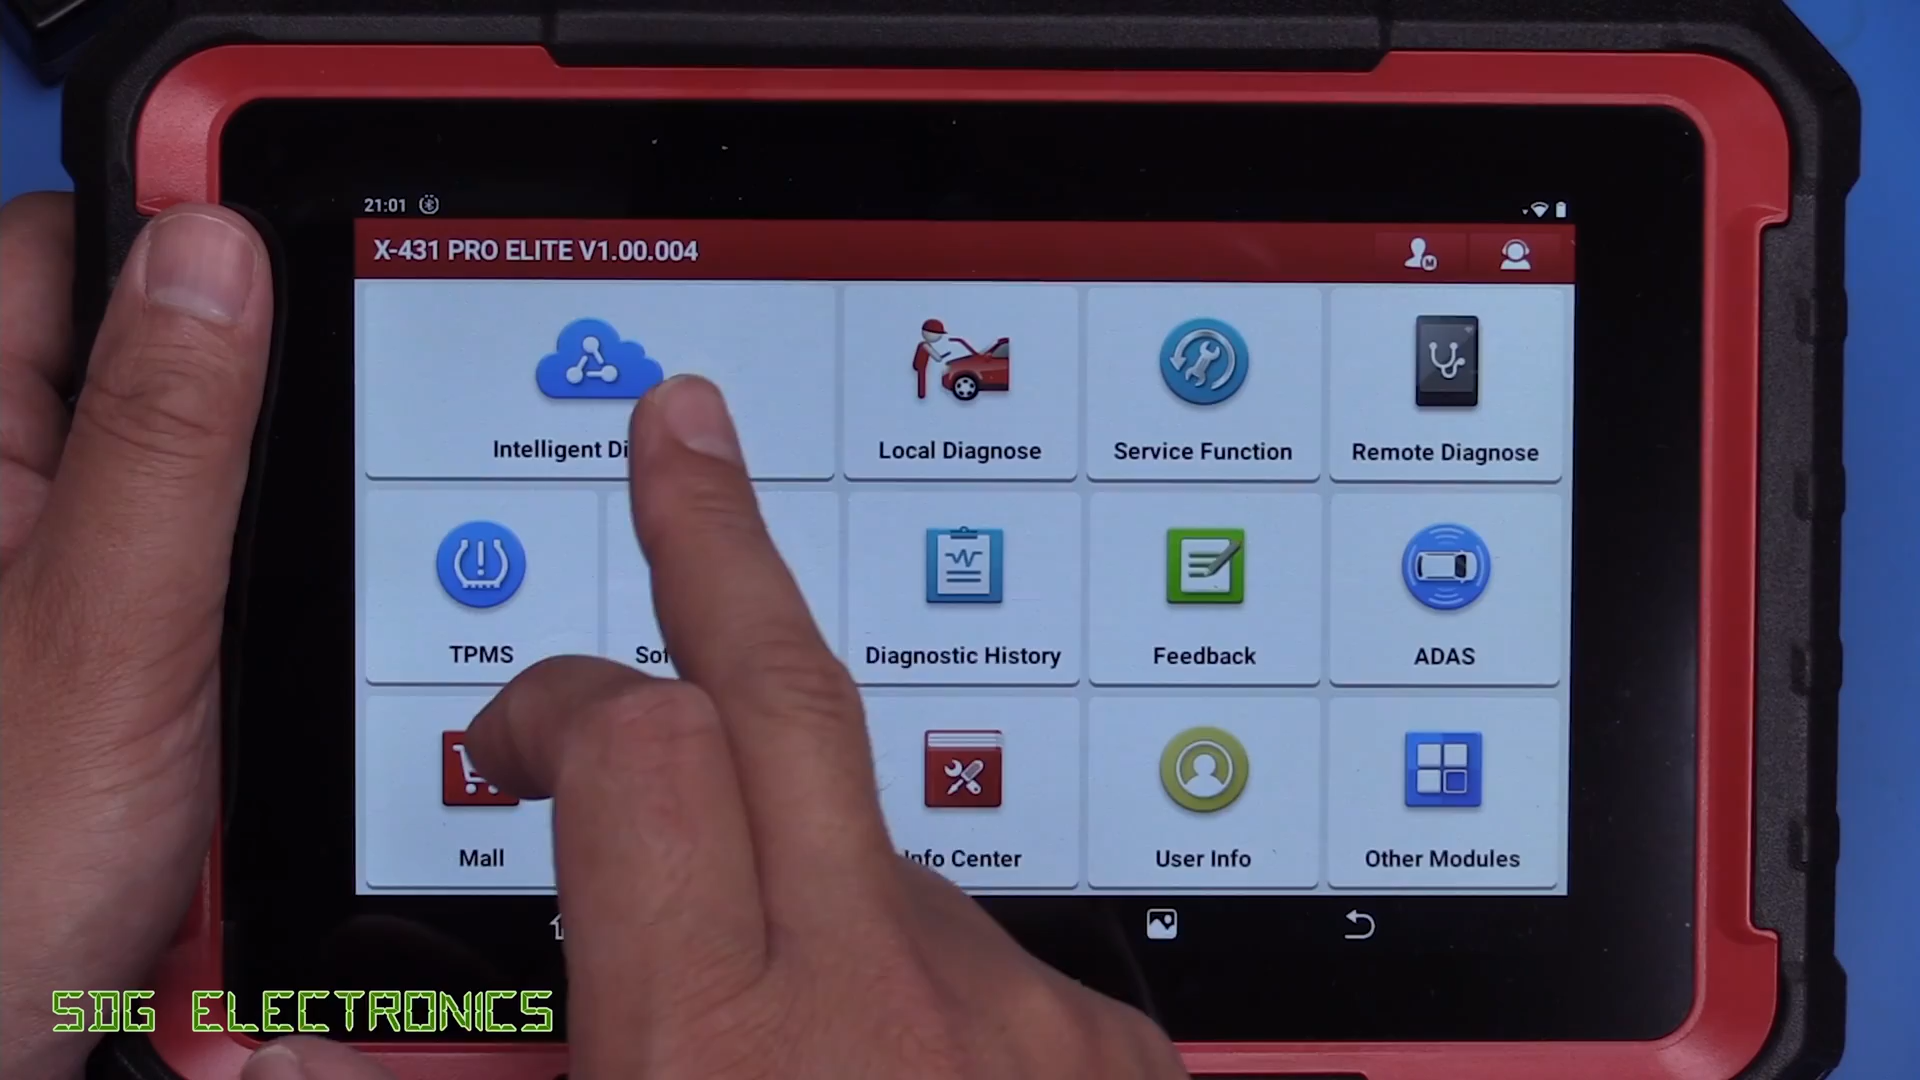 21:01
X-431 PRO ELITE V1.00.004
M
Intelligent Di
Local Diagnose
Service Function
Remote Diagnose
TPMS
Sof
Diagnostic History
Feedback
ADAS
Mall
Info Center
User Info
Other Modules
SDG ELECTRONICS